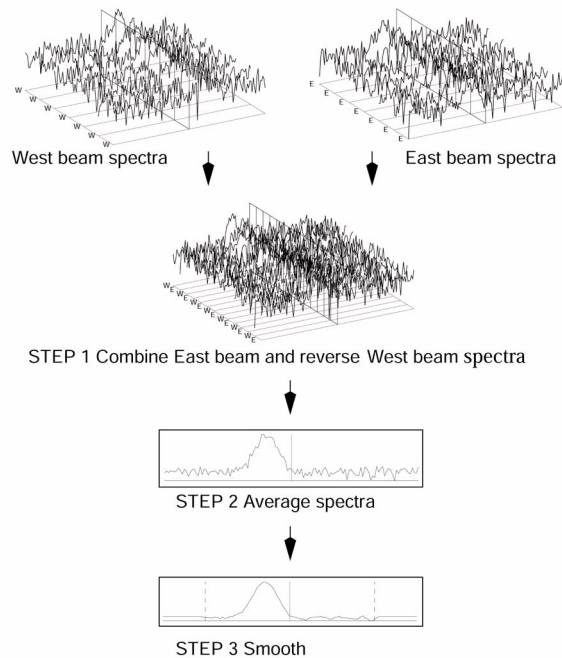 W
W
W
W
W
W
W
E
E
E
E
E
E
E
West beam spectra
East beam spectra
W
E
W
E
W
E
W
E
W
E
W
E
W
E
STEP 1 Combine East beam and reverse West beam spectra
STEP 2 Average spectra
STEP 3 Smooth